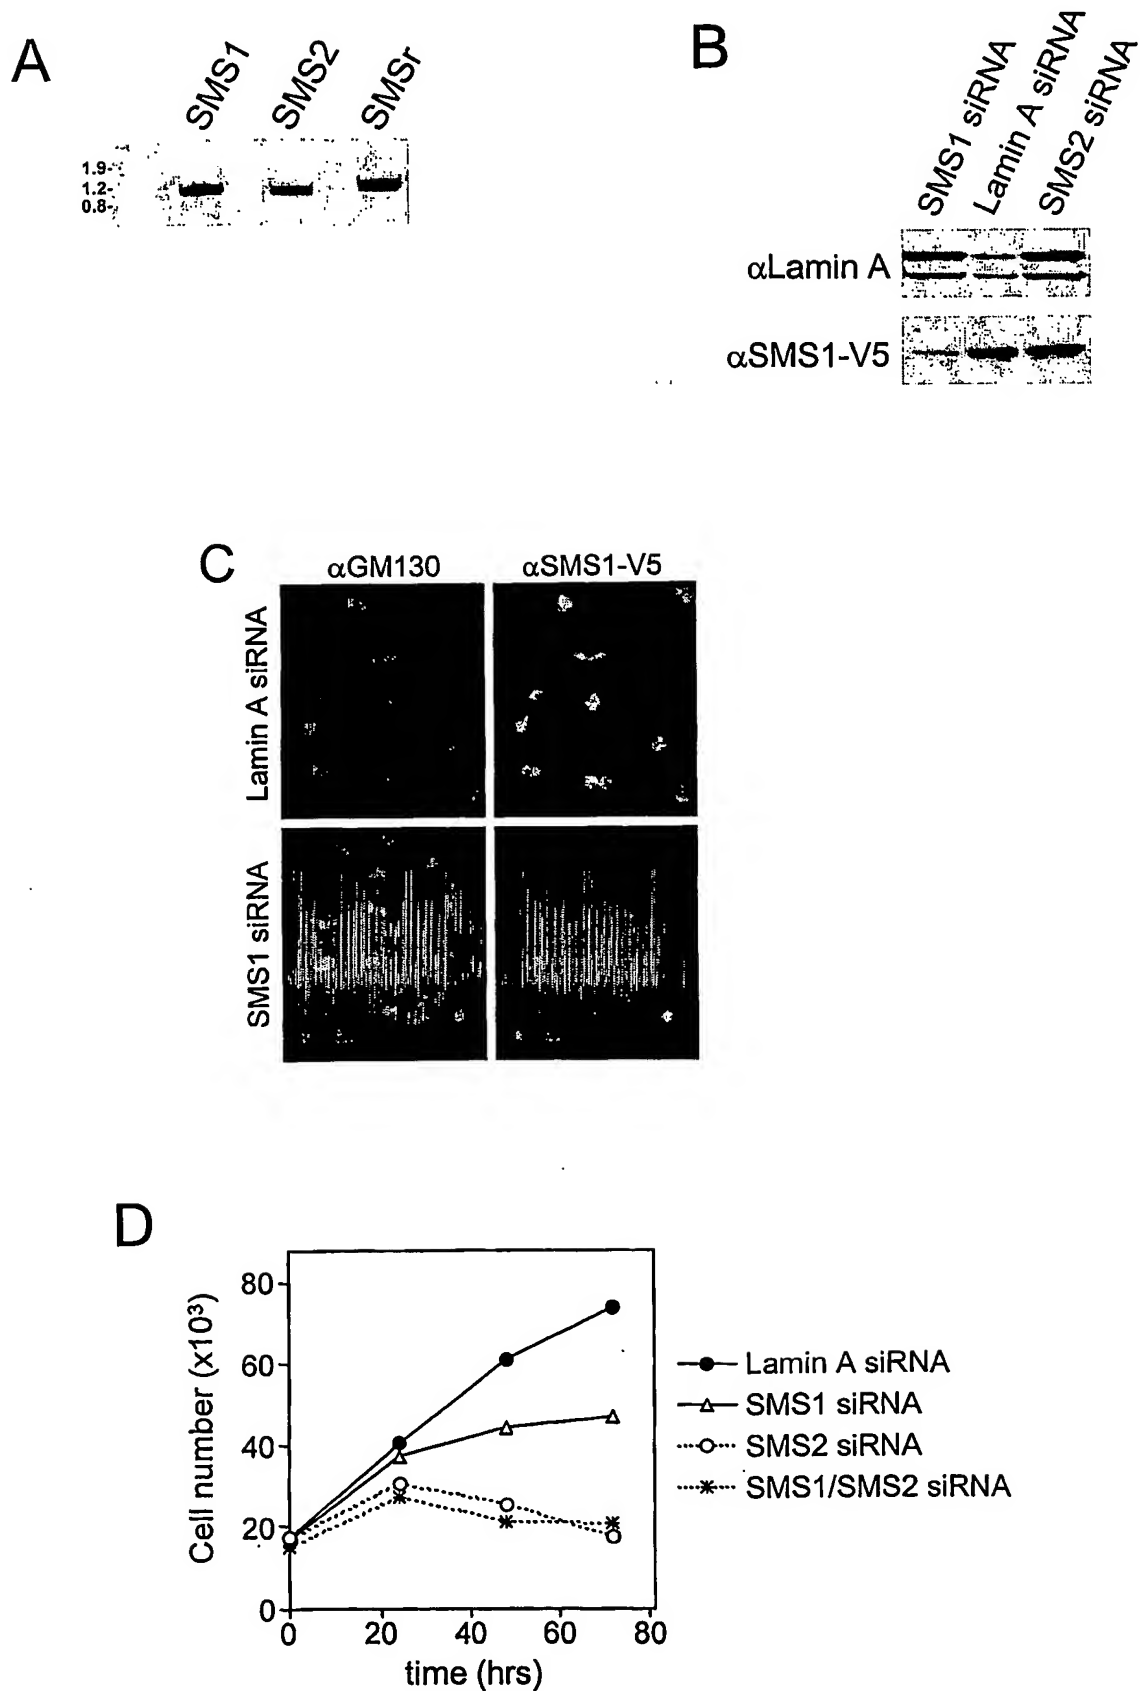 A
SMS1
SMS2
SMSr
1.9-
1.2-
0.8-
B
SMS1 siRNA
Lamin A siRNA
SMS2 siRNA
αLamin A
αSMS1-V5
C
αGM130
αSMS1-V5
Lamin A siRNA
SMS1 siRNA
D
Cell number (x10³)
80
60
40
20
0
0
20
40
60
80
time (hrs)
Lamin A siRNA
SMS1 siRNA
SMS2 siRNA
SMS1/SMS2 siRNA